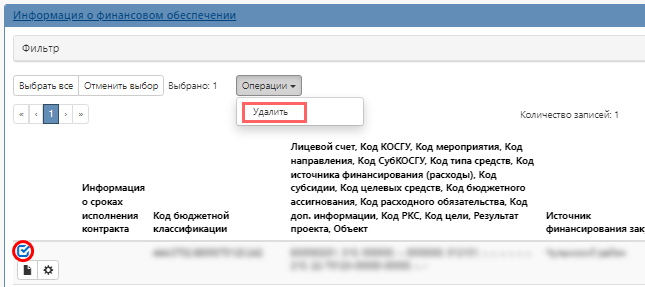 Информация о финансовом обеспечении
Фильтр
Выбрать все Отменить выбор Выбрано: 1 Операции
Удалить
« ‹ 1 › »
Количество записей: 1
Информация
о сроках
исполнения
контракта
Код бюджетной
классификации
Лицевой счет, Код КОСГУ, Код мероприятия, Код
направления, Код СубКОСГУ, Код типа средств, Код
источника финансирования (расходы), Код
субсидии, Код целевых средств, Код бюджетного
ассигнования, Код расходного обязательства, Код
доп. информации, Код РКС, Код цели, Результат
проекта, Объект
Источник
финансирования зак